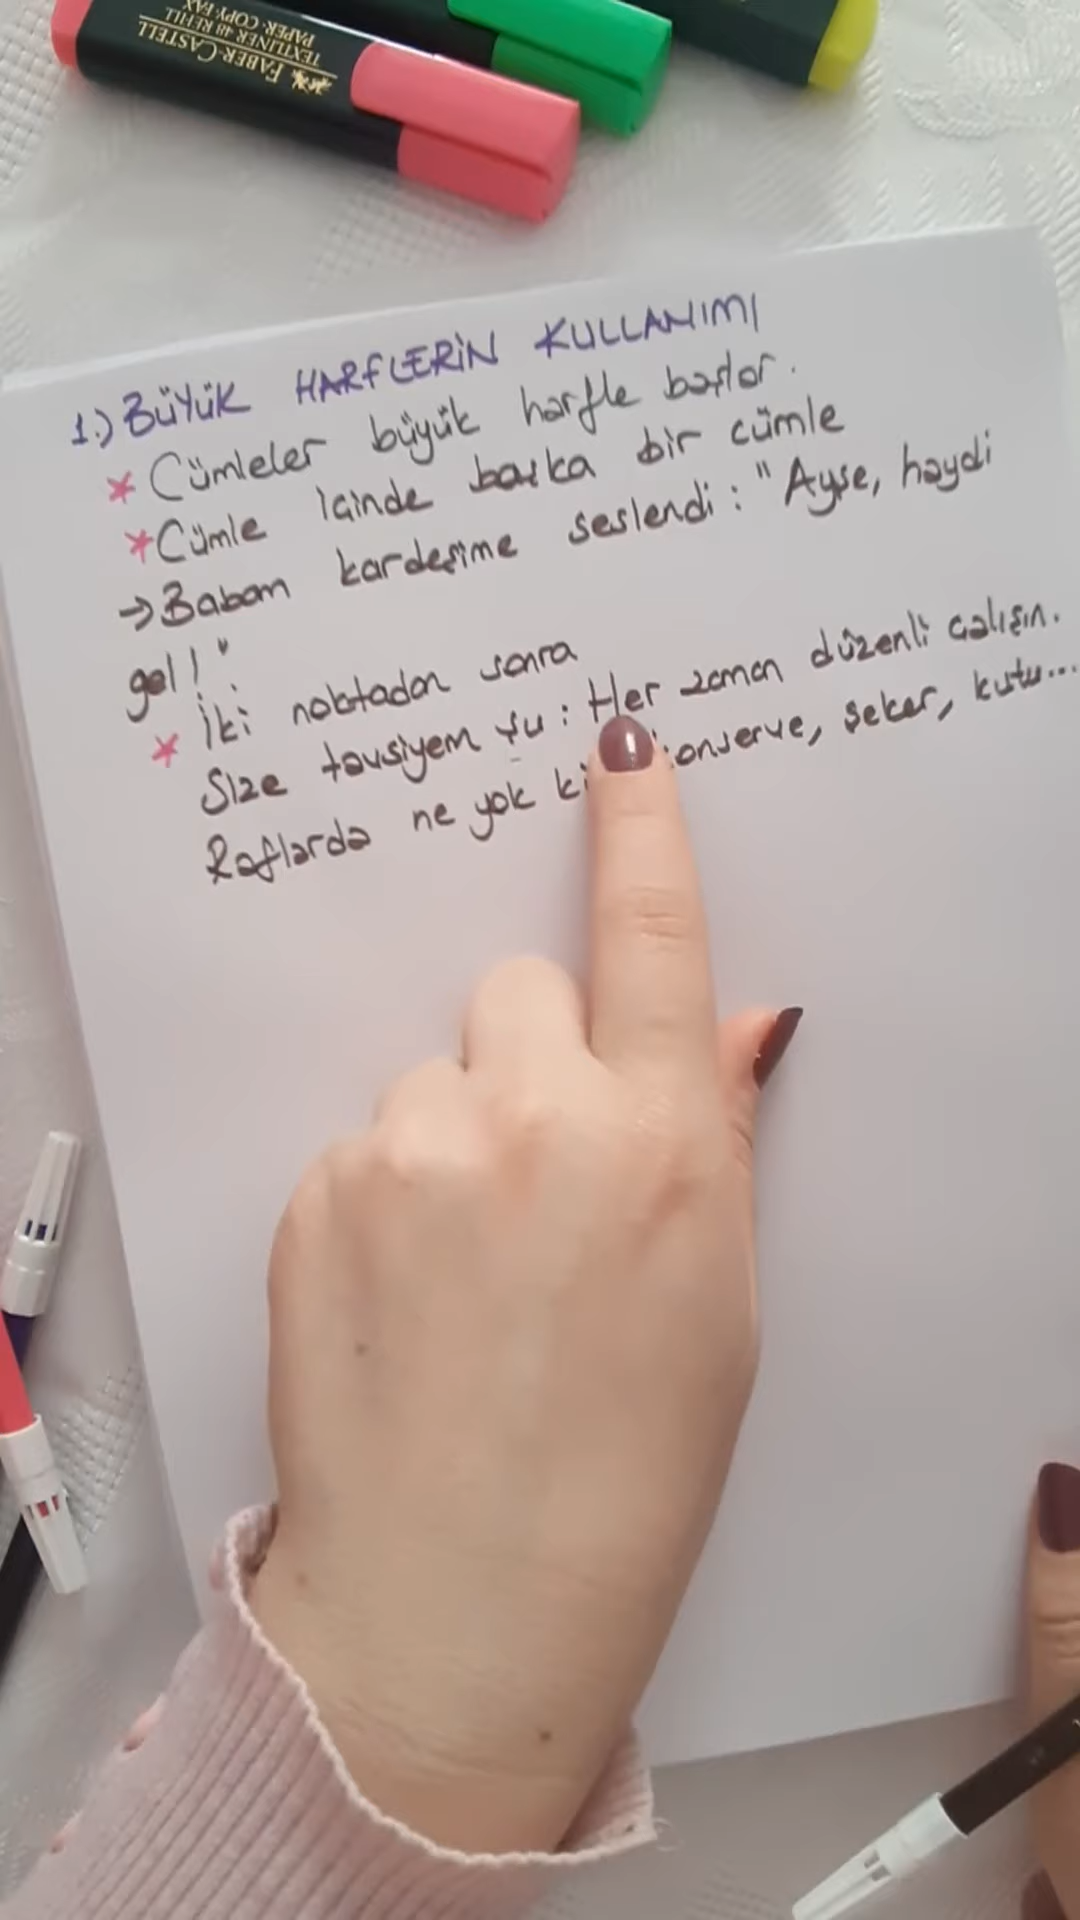 FABER-CASTELL
TEXTLINER 48 REFILL
PAPER-COPY-FAX
1.) BÜYÜK HARFLERİN KULLANIMI
* Cümleler büyük harfle başlar.
* Cümle içinde başka bir cümle
→ Babam kardeşime seslendi : "Ayşe, haydi
gel!"
* İki noktadan sonra
Size tavsiyem şu : Her zaman düzenli çalışın.
Raflarda ne yok ki onserve, şeker, kutu...